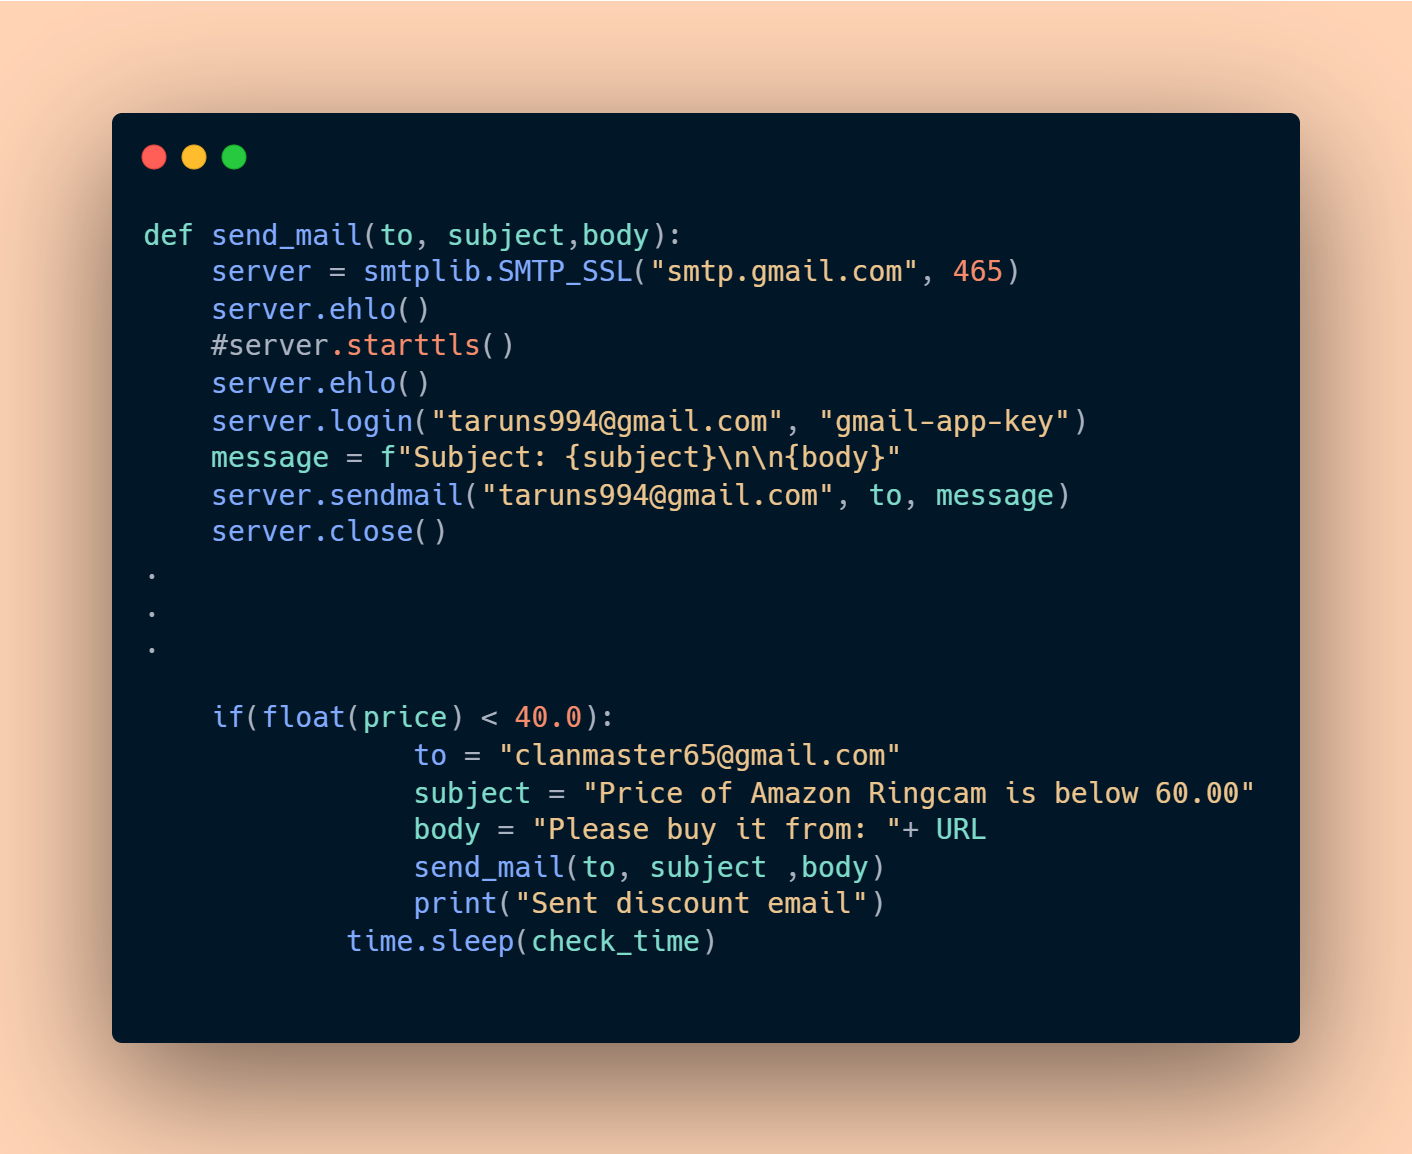 def send_mail(to, subject,body):
    server = smtplib.SMTP_SSL("smtp.gmail.com", 465)
    server.ehlo()
    #server.starttls()
    server.ehlo()
    server.login("taruns994@gmail.com", "gmail-app-key")
    message = f"Subject: {subject}\n\n{body}"
    server.sendmail("taruns994@gmail.com", to, message)
    server.close()
.
.
.
    if(float(price) < 40.0):
                to = "clanmaster65@gmail.com"
                subject = "Price of Amazon Ringcam is below 60.00"
                body = "Please buy it from: "+ URL
                send_mail(to, subject ,body)
                print("Sent discount email")
            time.sleep(check_time)